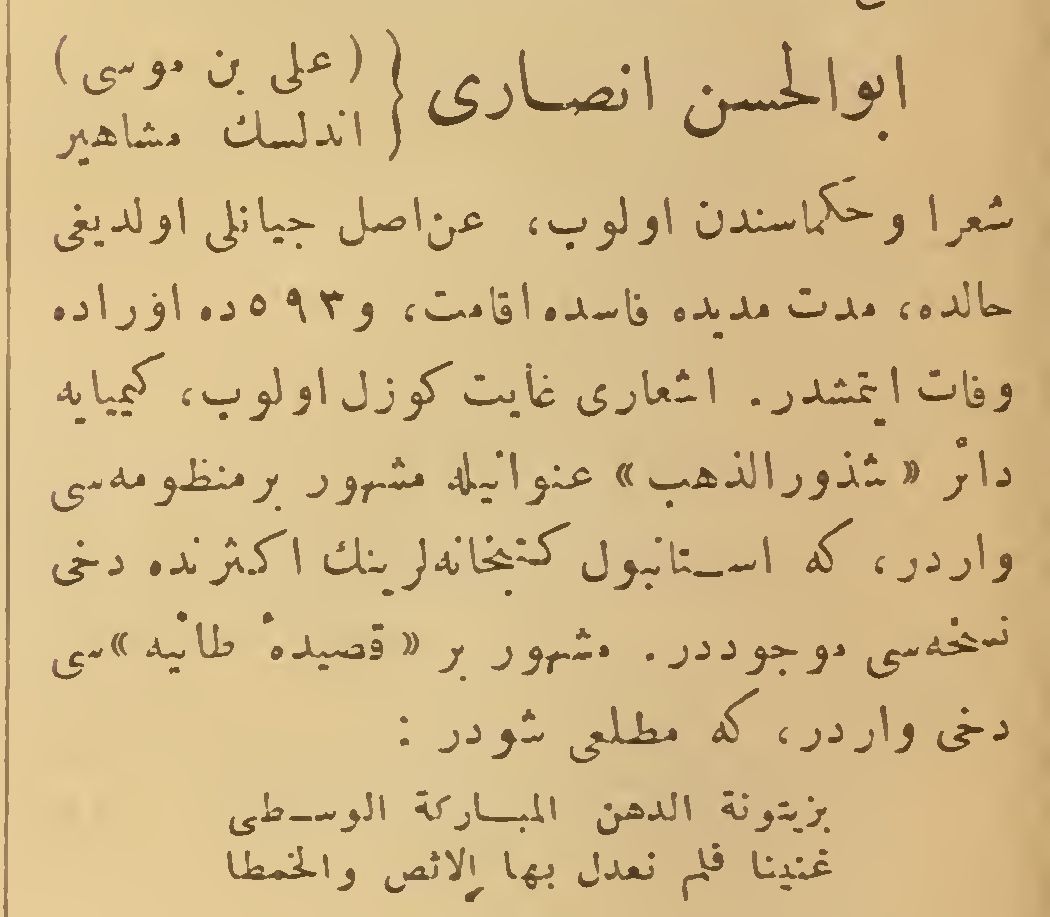 ابوالحسن انصاری { (علی بن موسی)
اندلسك مشاهیر
شعرا و حکماسندن اولوب، عن‌اصل جیانلی اولدیغی
حالده، مدت مدیده فاسده اقامت، و ٥٩٣ ده اوراده
وفات ایتمشدر. اشعاری غایت کوزل اولوب، کیمیایه
دائر «شذورالذهب» عنوانیله مشهور بر منظومه‌سی
واردر، که استانبول کتبخانه‌لرینك اکثرنده دخی
نسخه‌سی موجوددر. مشهور بر «قصیدهٔ طائیه»سی
دخی واردر، که مطلعی شودر :
بزیتونة الدهن المبارکة الوسطی
غنینا فلم نعدل بها الاثص والخمطا